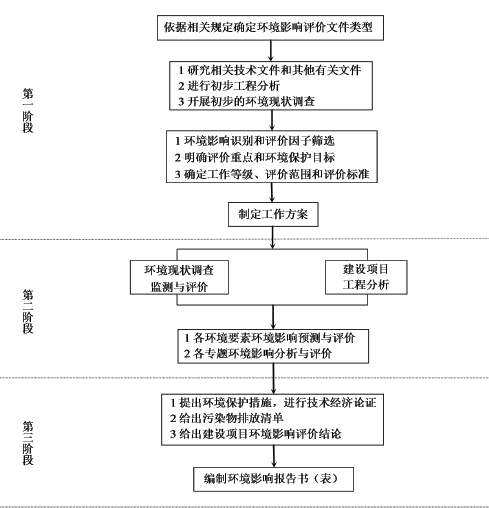 依据相关规定确定环境影响评价文件类型
第一阶段
1 研究相关技术文件和其他有关文件
2 进行初步工程分析
3 开展初步的环境现状调查
1 环境影响识别和评价因子筛选
2 明确评价重点和环境保护目标
3 确定工作等级、评价范围和评价标准
制定工作方案
第二阶段
环境现状调查
监测与评价
建设项目
工程分析
1 各环境要素环境影响预测与评价
2 各专题环境影响分析与评价
第三阶段
1 提出环境保护措施，进行技术经济论证
2 给出污染物排放清单
3 给出建设项目环境影响评价结论
编制环境影响报告书（表）